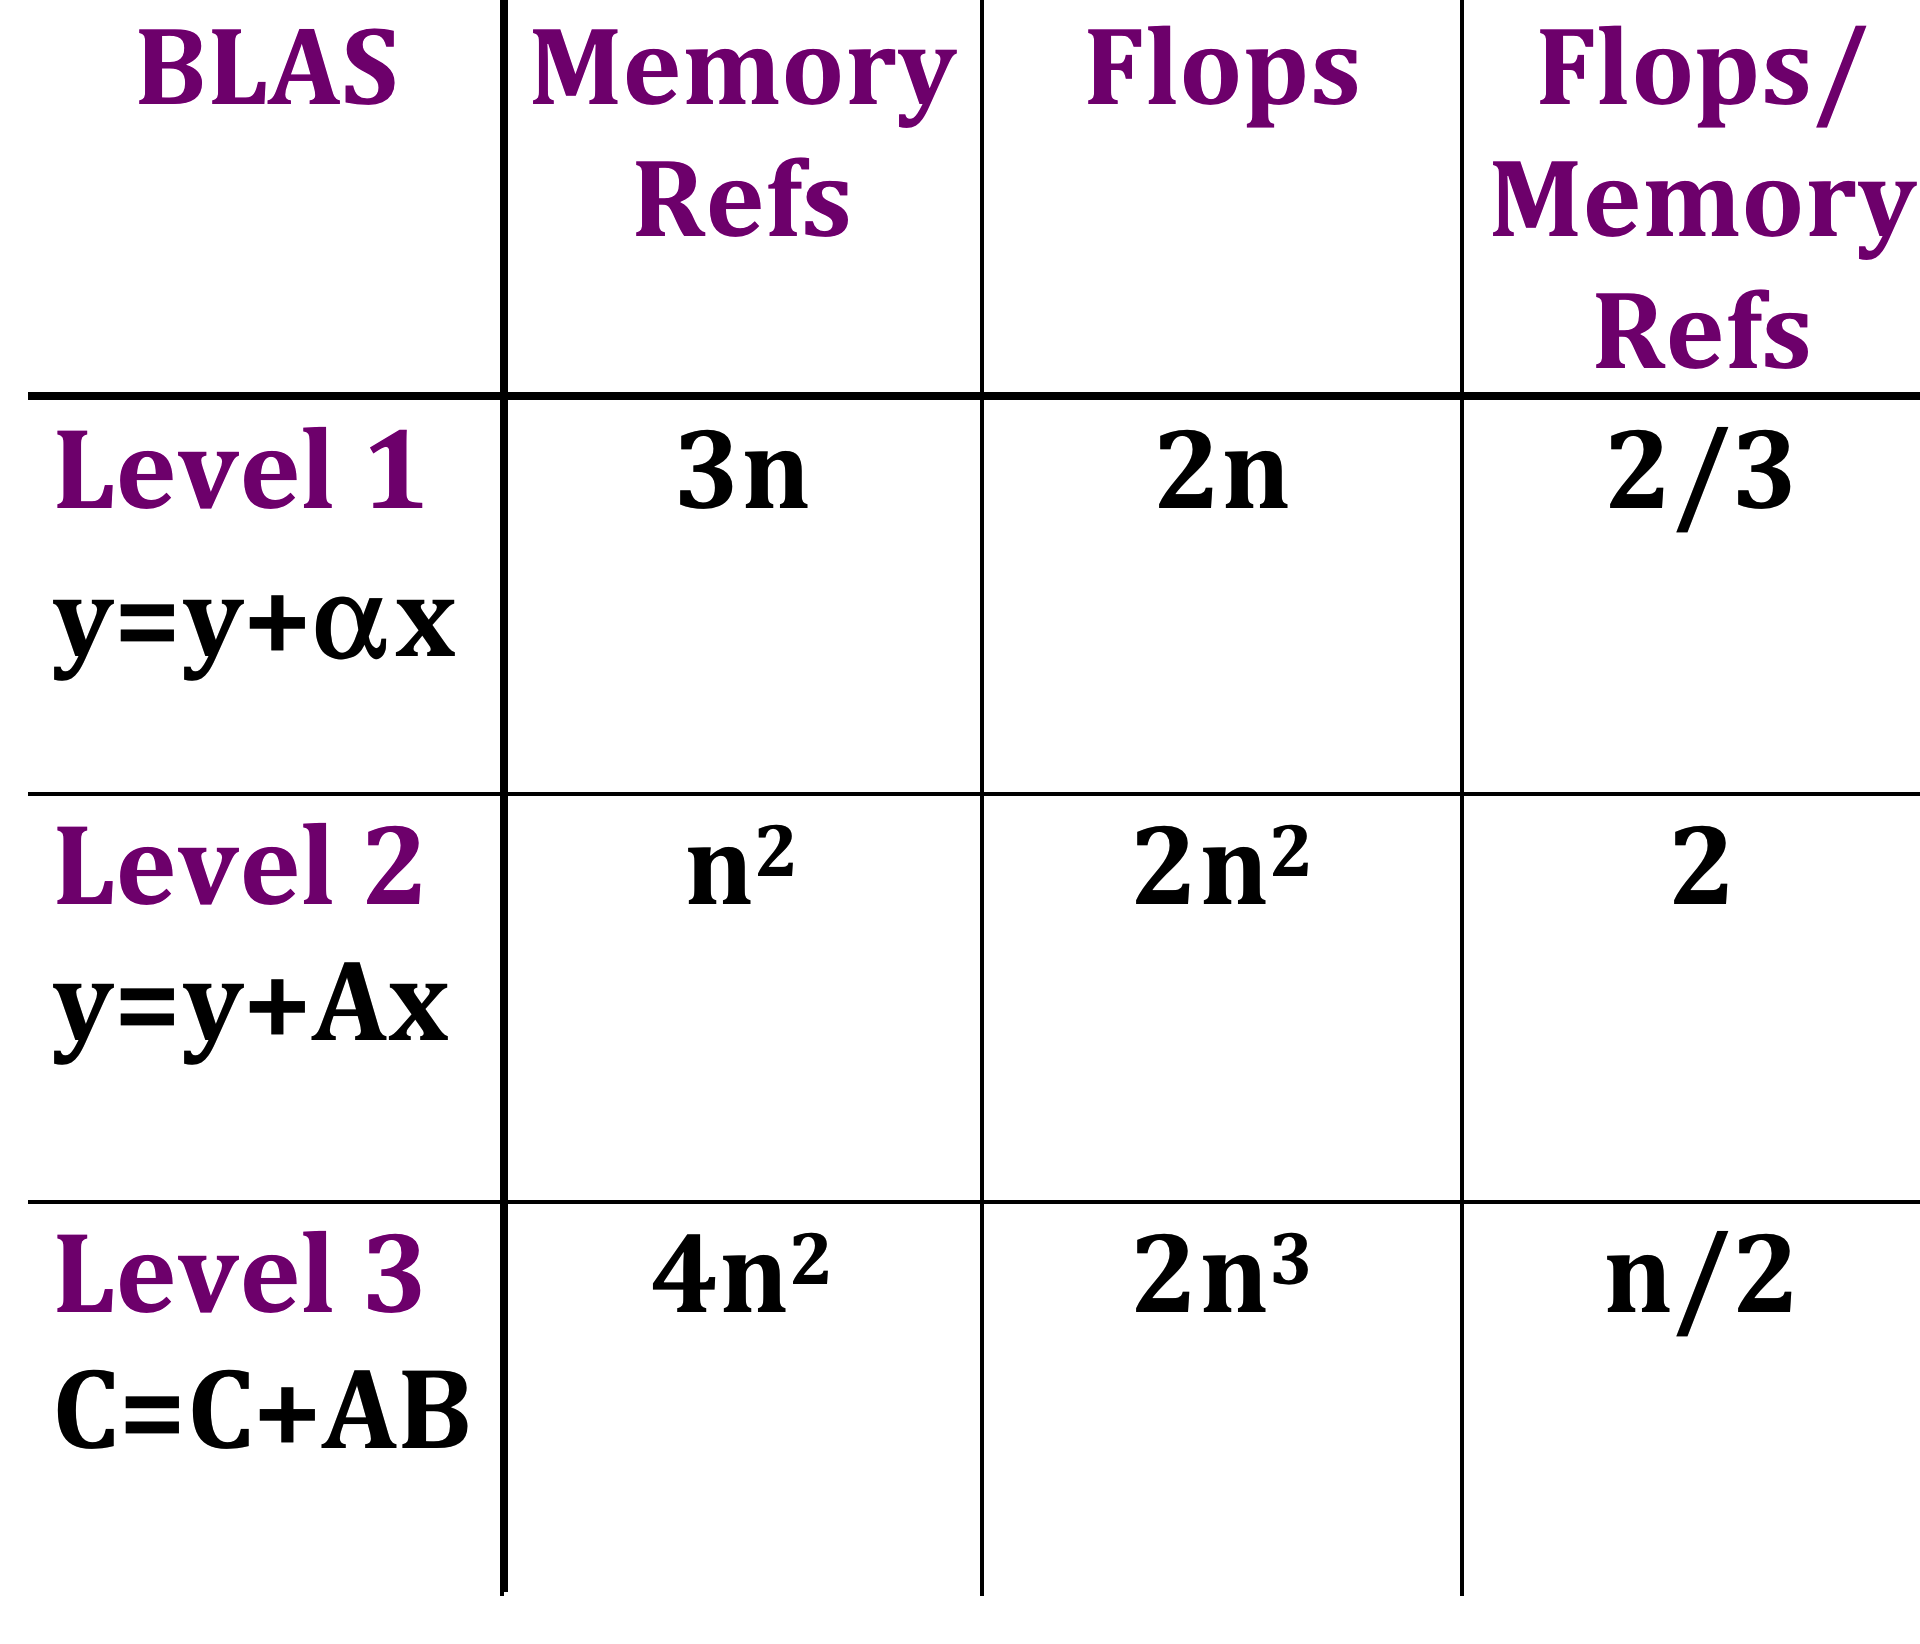 BLAS
Memory
Refs
Flops
Flops/
Memory
Refs
Level 1
y=y+αx
3n
2n
2/3
Level 2
y=y+Ax
n²
2n²
2
Level 3
C=C+AB
4n²
2n³
n/2